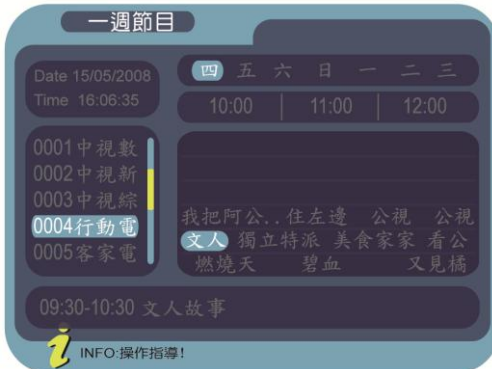 一週節目
Date 15/05/2008
Time 16:06:35
四 五 六 日 一 二 三
10:00 11:00 12:00
0001中視數
0002中視新
0003中視綜
0004行動電
0005客家電
我把阿公..住左邊 公視 公視
文人 獨立特派 美食家家 看公
燃燒天 碧血 又見橘
09:30-10:30 文人故事
INFO:操作指導!